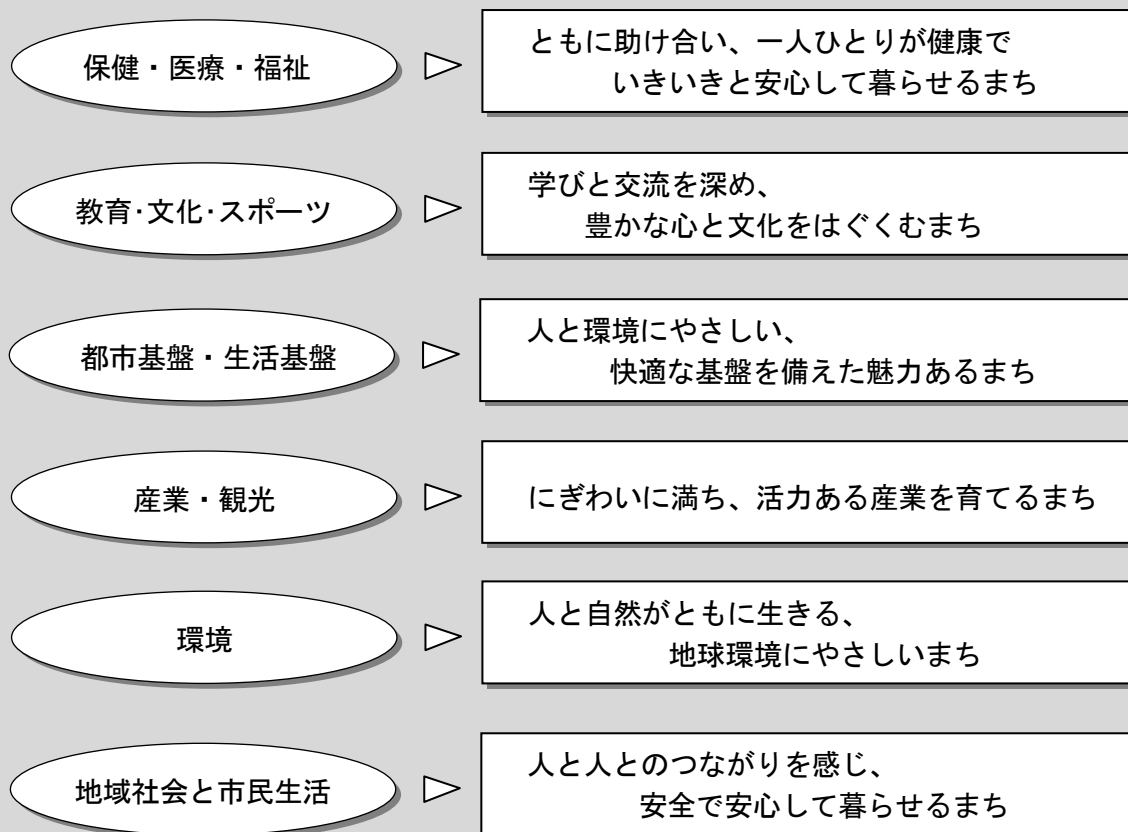 保健・医療・福祉
ともに助け合い、一人ひとりが健康で
いきいきと安心して暮らせるまち
教育・文化・スポーツ
学びと交流を深め、
豊かな心と文化をはぐくむまち
都市基盤・生活基盤
人と環境にやさしい、
快適な基盤を備えた魅力あるまち
産業・観光
にぎわいに満ち、活力ある産業を育てるまち
環境
人と自然がともに生きる、
地球環境にやさしいまち
地域社会と市民生活
人と人とのつながりを感じ、
安全で安心して暮らせるまち